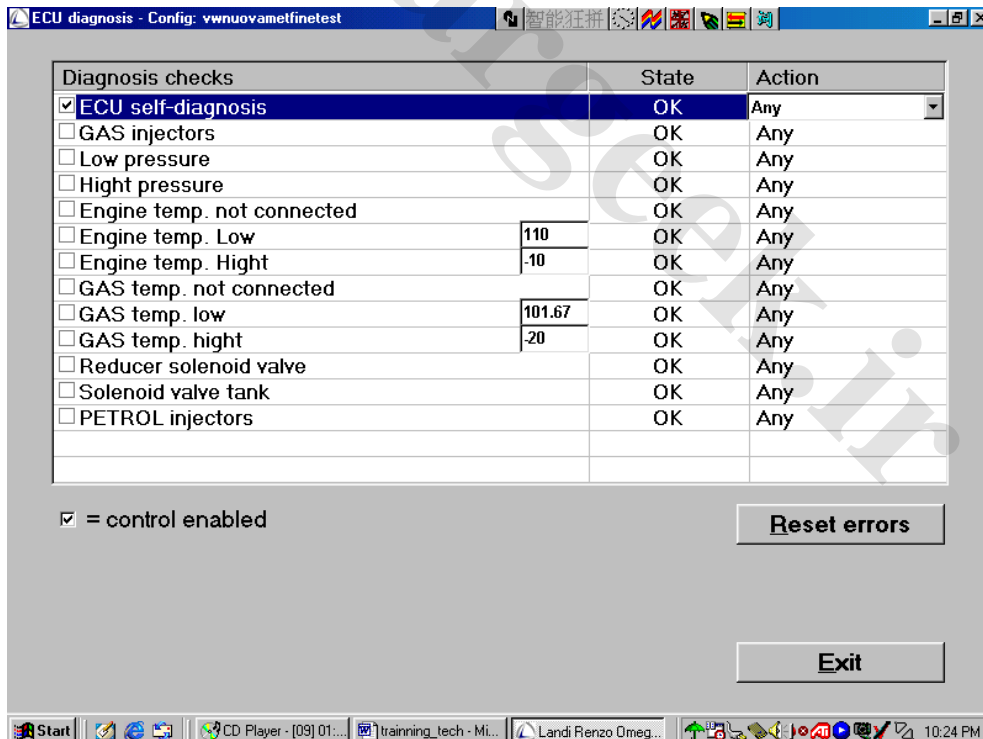 ECU diagnosis - Config: vwnuovametfinetest
智能狂拼
Diagnosis checks State Action
ECU self-diagnosis OK Any
GAS injectors OK Any
Low pressure OK Any
Hight pressure OK Any
Engine temp. not connected OK Any
Engine temp. Low 110 OK Any
Engine temp. Hight -10 OK Any
GAS temp. not connected OK Any
GAS temp. low 101.67 OK Any
GAS temp. hight -20 OK Any
Reducer solenoid valve OK Any
Solenoid valve tank OK Any
PETROL injectors OK Any
= control enabled
Reset errors
Exit
Start CD Player - [09] 01:... trainning_tech - Mi... Landi Renzo Omeg... 10:24 PM